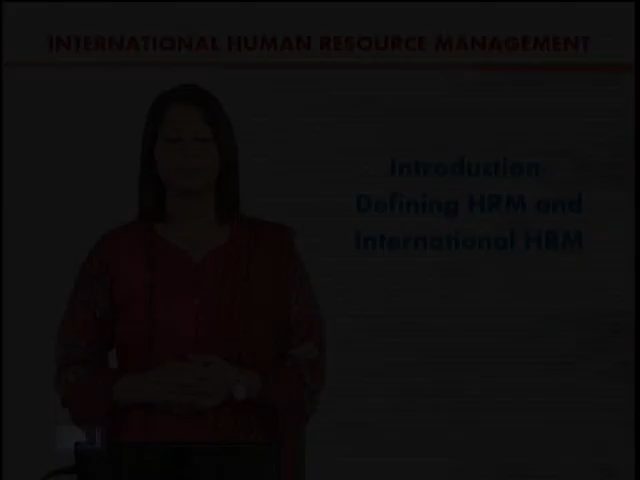 INTERNATIONAL HUMAN RESOURCE MANAGEMENT
Introduction
Defining HRM and
International HRM